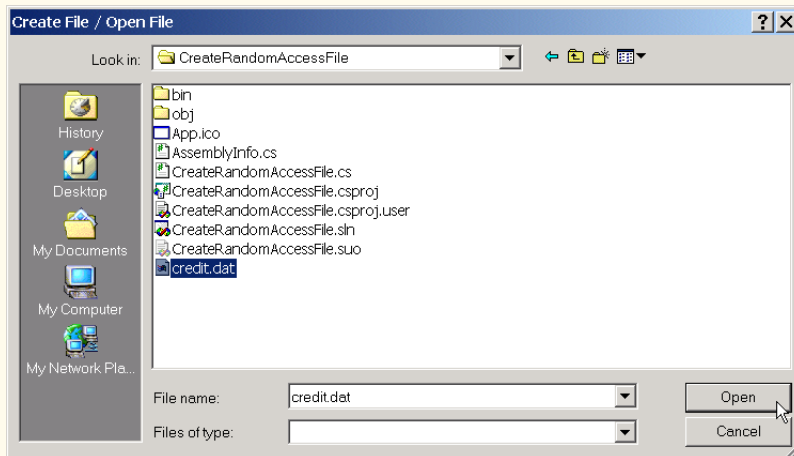 Create File / Open File
Look in: CreateRandomAccessFile
History
Desktop
My Documents
My Computer
My Network Pla...
bin
obj
App.ico
AssemblyInfo.cs
CreateRandomAccessFile.cs
CreateRandomAccessFile.csproj
CreateRandomAccessFile.csproj.user
CreateRandomAccessFile.sln
CreateRandomAccessFile.suo
credit.dat
File name: credit.dat Open
Files of type: Cancel